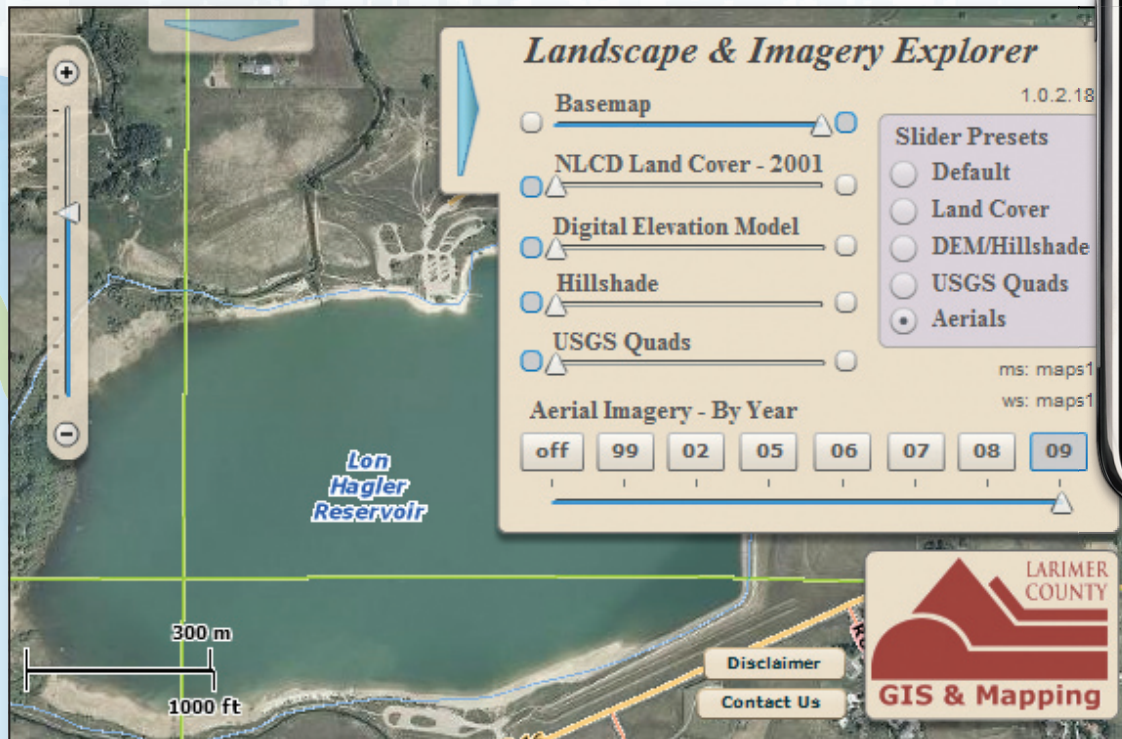 Landscape & Imagery Explorer
1.0.2.18
Basemap
NLCD Land Cover - 2001
Digital Elevation Model
Hillshade
USGS Quads
Slider Presets
Default
Land Cover
DEM/Hillshade
USGS Quads
Aerials
ms: maps1
ws: maps1
Aerial Imagery - By Year
off 99 02 05 06 07 08 09
Lon
Hagler
Reservoir
300 m
1000 ft
Disclaimer
Contact Us
LARIMER
COUNTY
GIS & Mapping